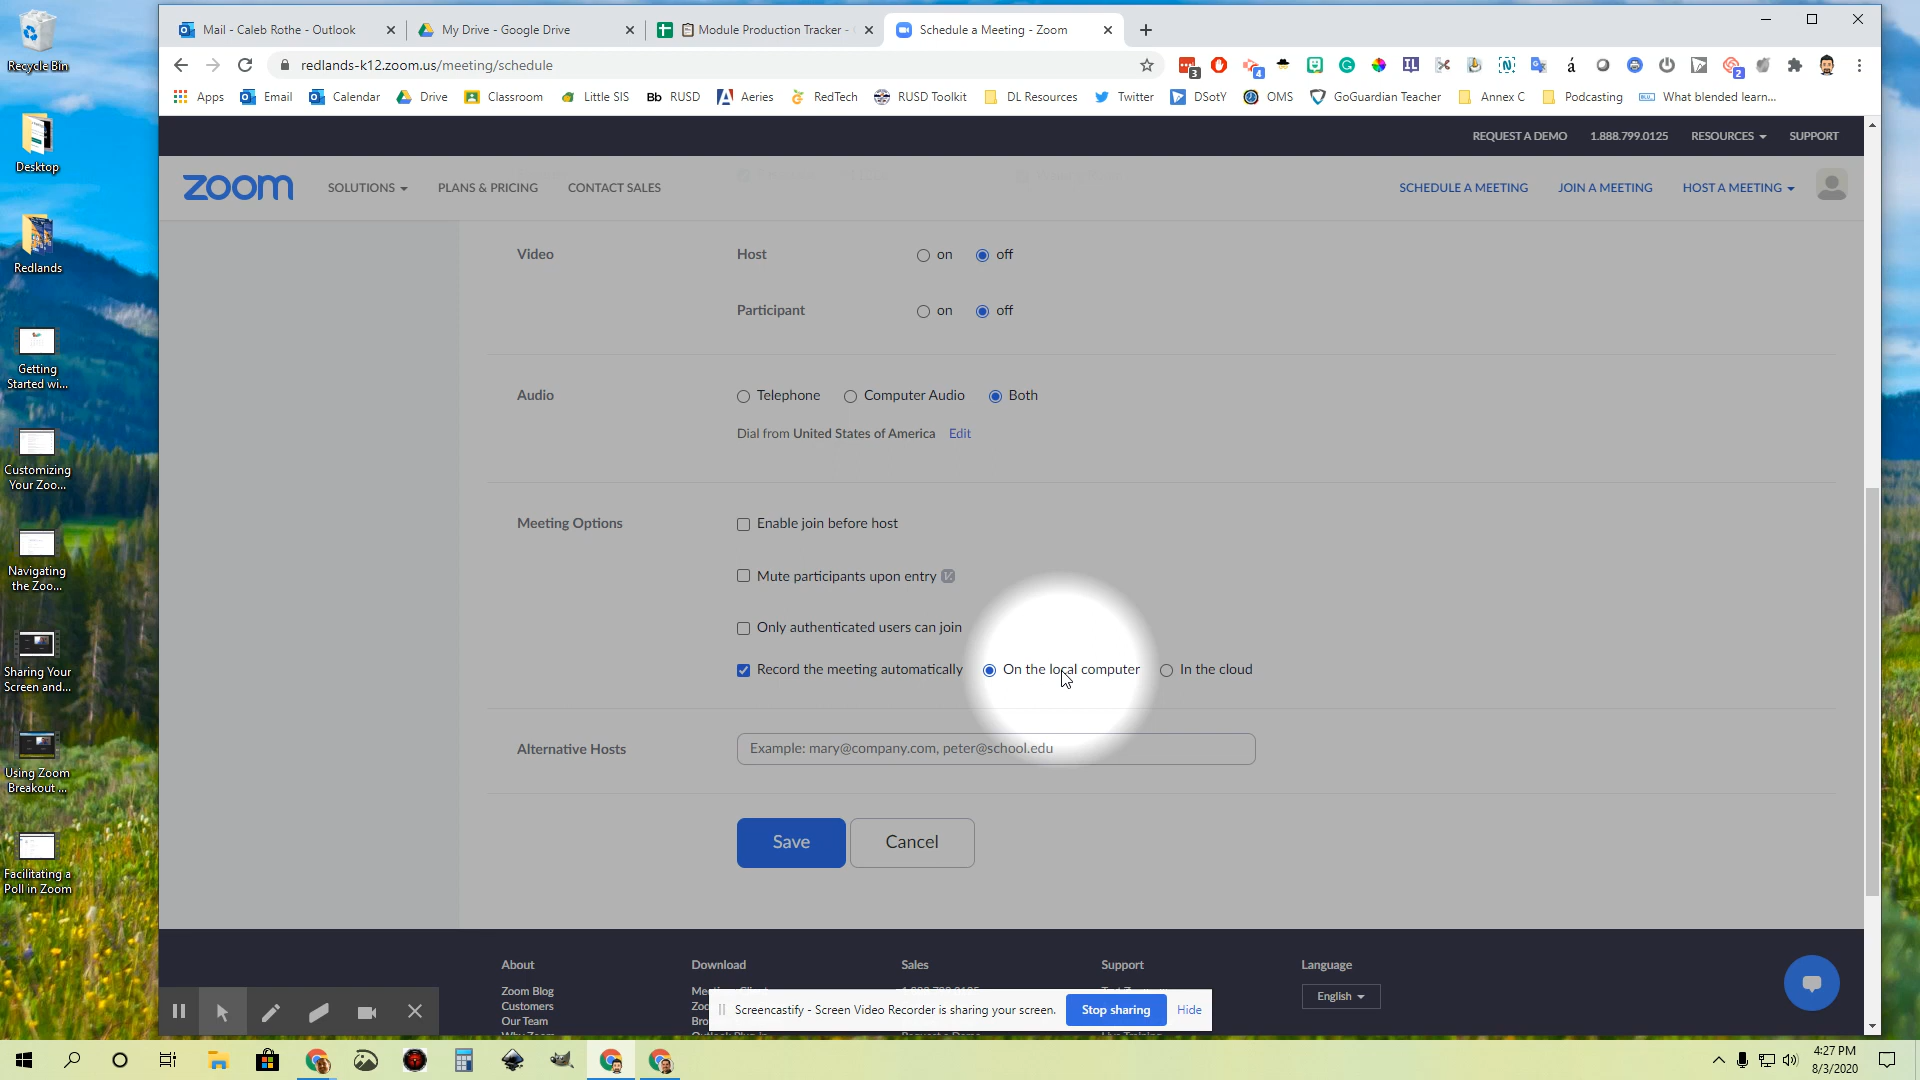 Recycle Bin
Desktop
Redlands
Getting
Started wi...
Customizing
Your Zoo...
Navigating
the Zoo...
Sharing Your
Screen and...
Using Zoom
Breakout ...
Facilitating a
Poll in Zoom
Mail - Caleb Rothe - Outlook
My Drive - Google Drive
Module Production Tracker -
Schedule a Meeting - Zoom
redlands-k12.zoom.us/meeting/schedule
3
4
2
Apps Email Calendar Drive Classroom Little SIS Bb RUSD Aeries RedTech RUSD Toolkit DL Resources Twitter DSotY OMS GoGuardian Teacher Annex C Podcasting What blended learn...
REQUEST A DEMO 1.888.799.0125 RESOURCES SUPPORT
zoom SOLUTIONS PLANS & PRICING CONTACT SALES SCHEDULE A MEETING JOIN A MEETING HOST A MEETING
Video Host on off
Participant on off
Audio Telephone Computer Audio Both
Dial from United States of America Edit
Meeting Options Enable join before host
Mute participants upon entry
Only authenticated users can join
Record the meeting automatically On the local computer In the cloud
Alternative Hosts Example: mary@company.com, peter@school.edu
Save Cancel
About Download Sales Support Language
Zoom Blog
Customers
Our Team
English
Screencastify - Screen Video Recorder is sharing your screen. Stop sharing Hide
4:27 PM
8/3/2020